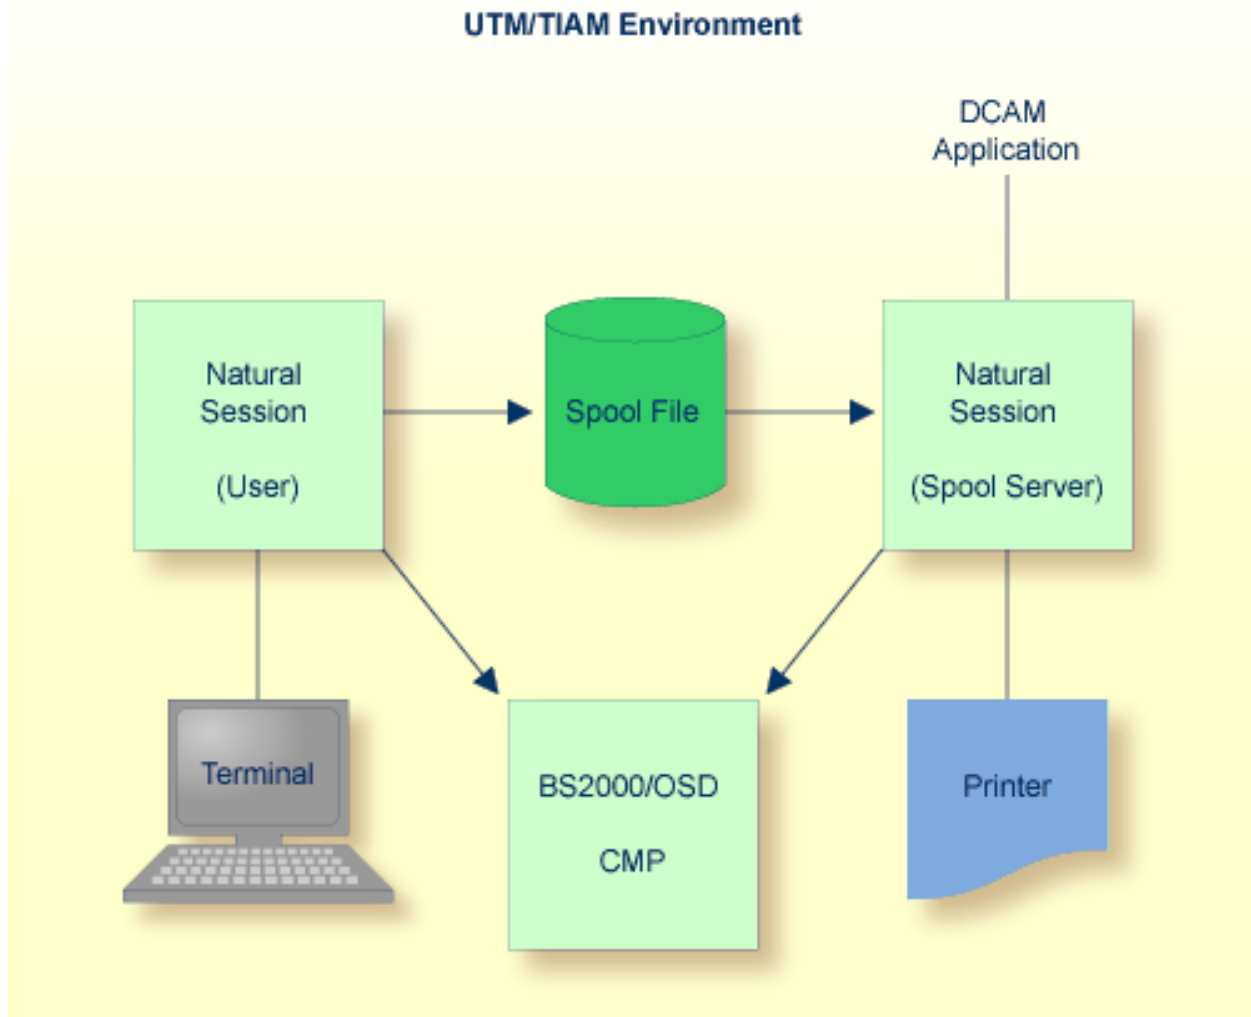 UTM/TIAM Environment
DCAM
Application
Natural
Session
(User)
Spool File
Natural
Session
(Spool Server)
Terminal
BS2000/OSD
CMP
Printer